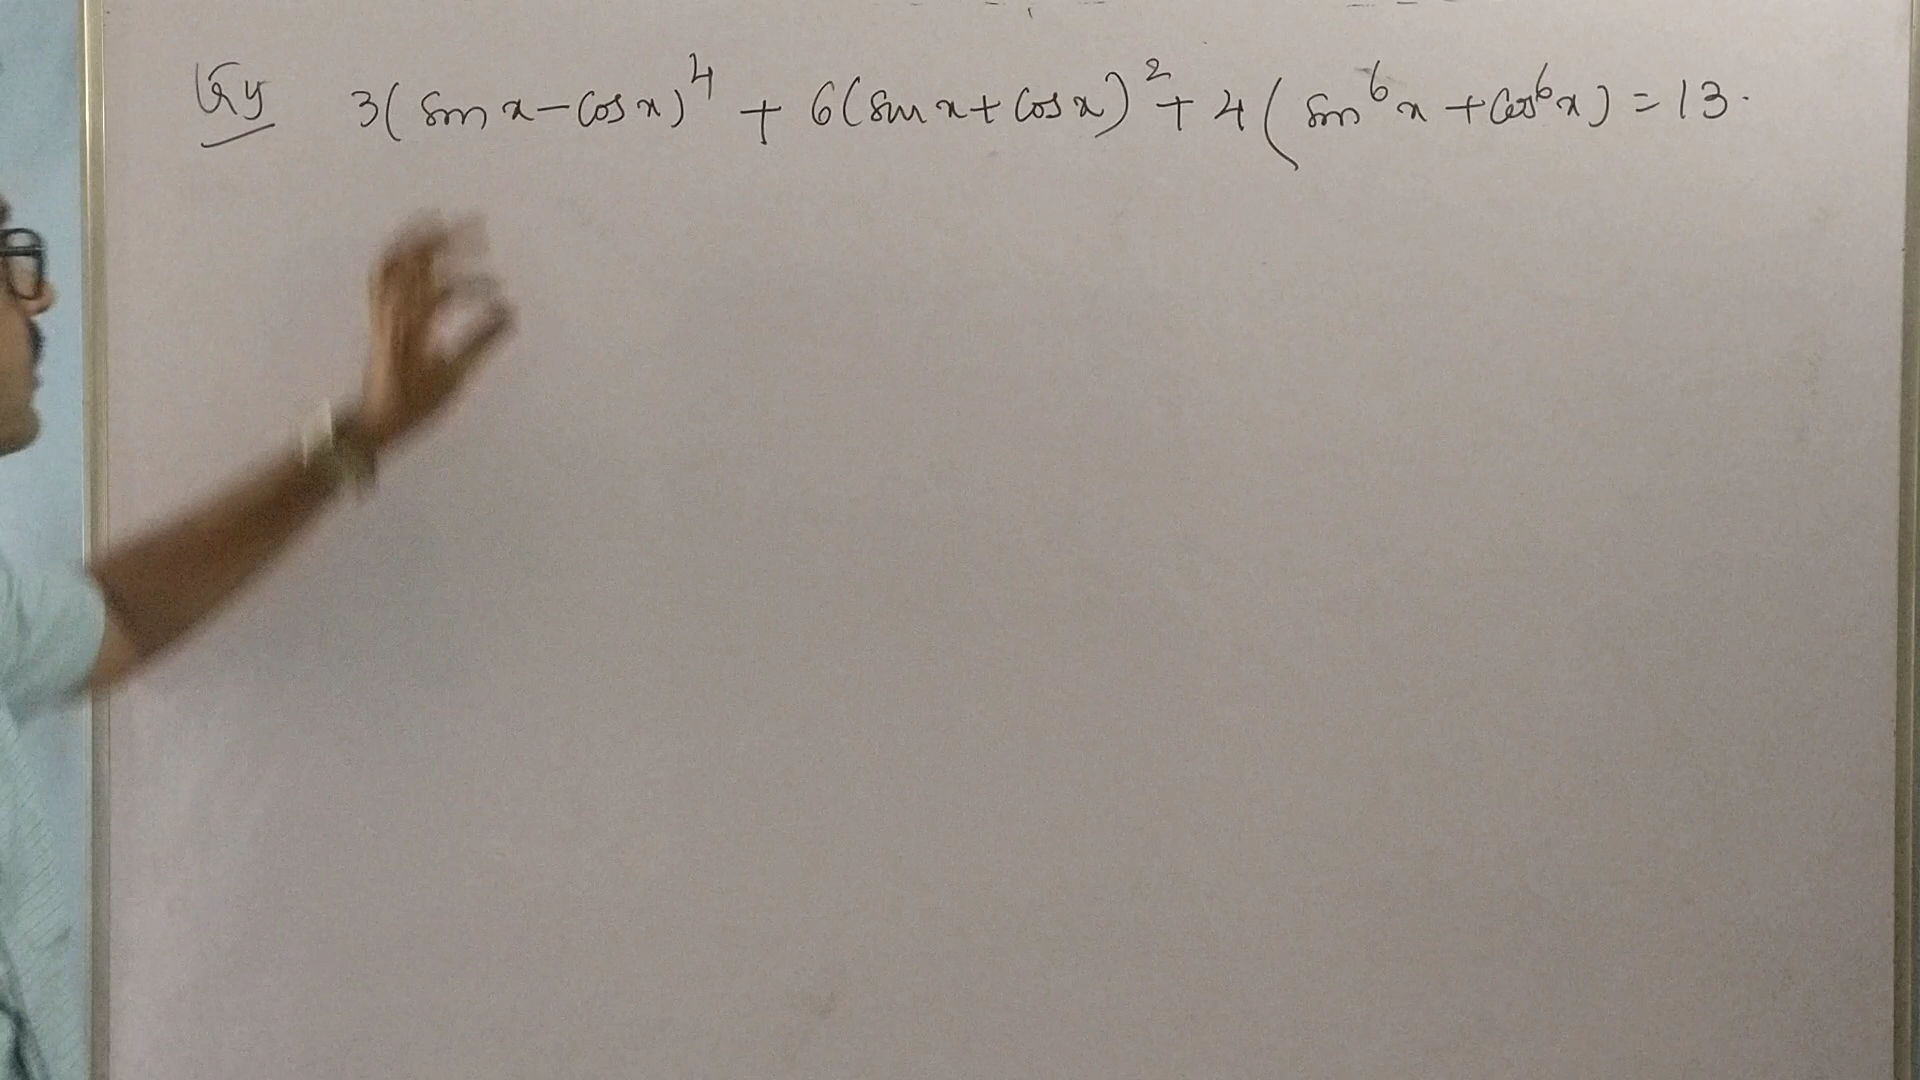 3(sin x - cos x)⁴ + 6(sin x + cos x)² + 4(sin⁶x + cos⁶x) = 13.